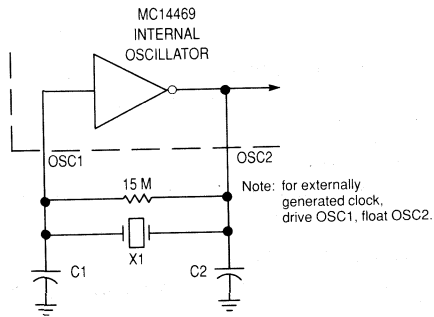 MC14469
INTERNAL
OSCILLATOR
OSC1
OSC2
15 M
Note: for externally
generated clock,
drive OSC1, float OSC2.
X1
C1
C2